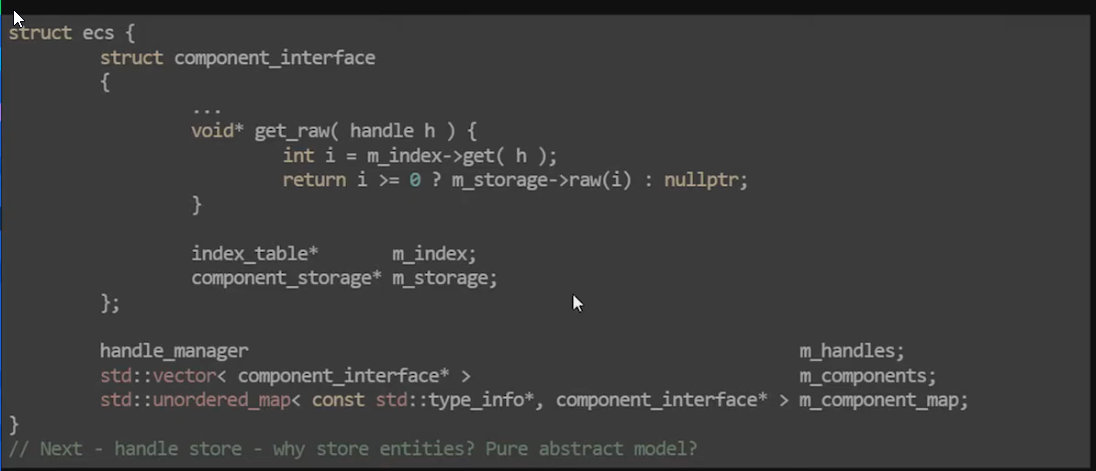 struct ecs {
struct component_interface
{
...
void* get_raw( handle h ) {
int i = m_index->get( h );
return i >= 0 ? m_storage->raw(i) : nullptr;
}
index_table* m_index;
component_storage* m_storage;
};
handle_manager m_handles;
std::vector< component_interface* > m_components;
std::unordered_map< const std::type_info*, component_interface* > m_component_map;
}
// Next - handle store - why store entities? Pure abstract model?